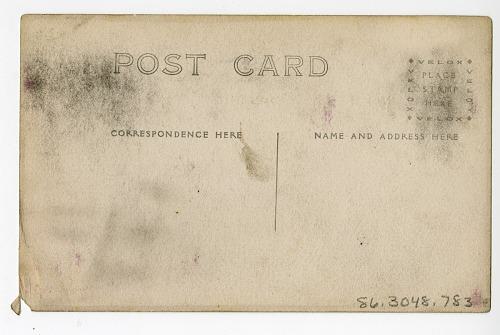 POST CARD
VELOX
VELOX
PLACE
STAMP
HERE
VELOX
VELOX
CORRESPONDENCE HERE
NAME AND ADDRESS HERE
86.3048.783